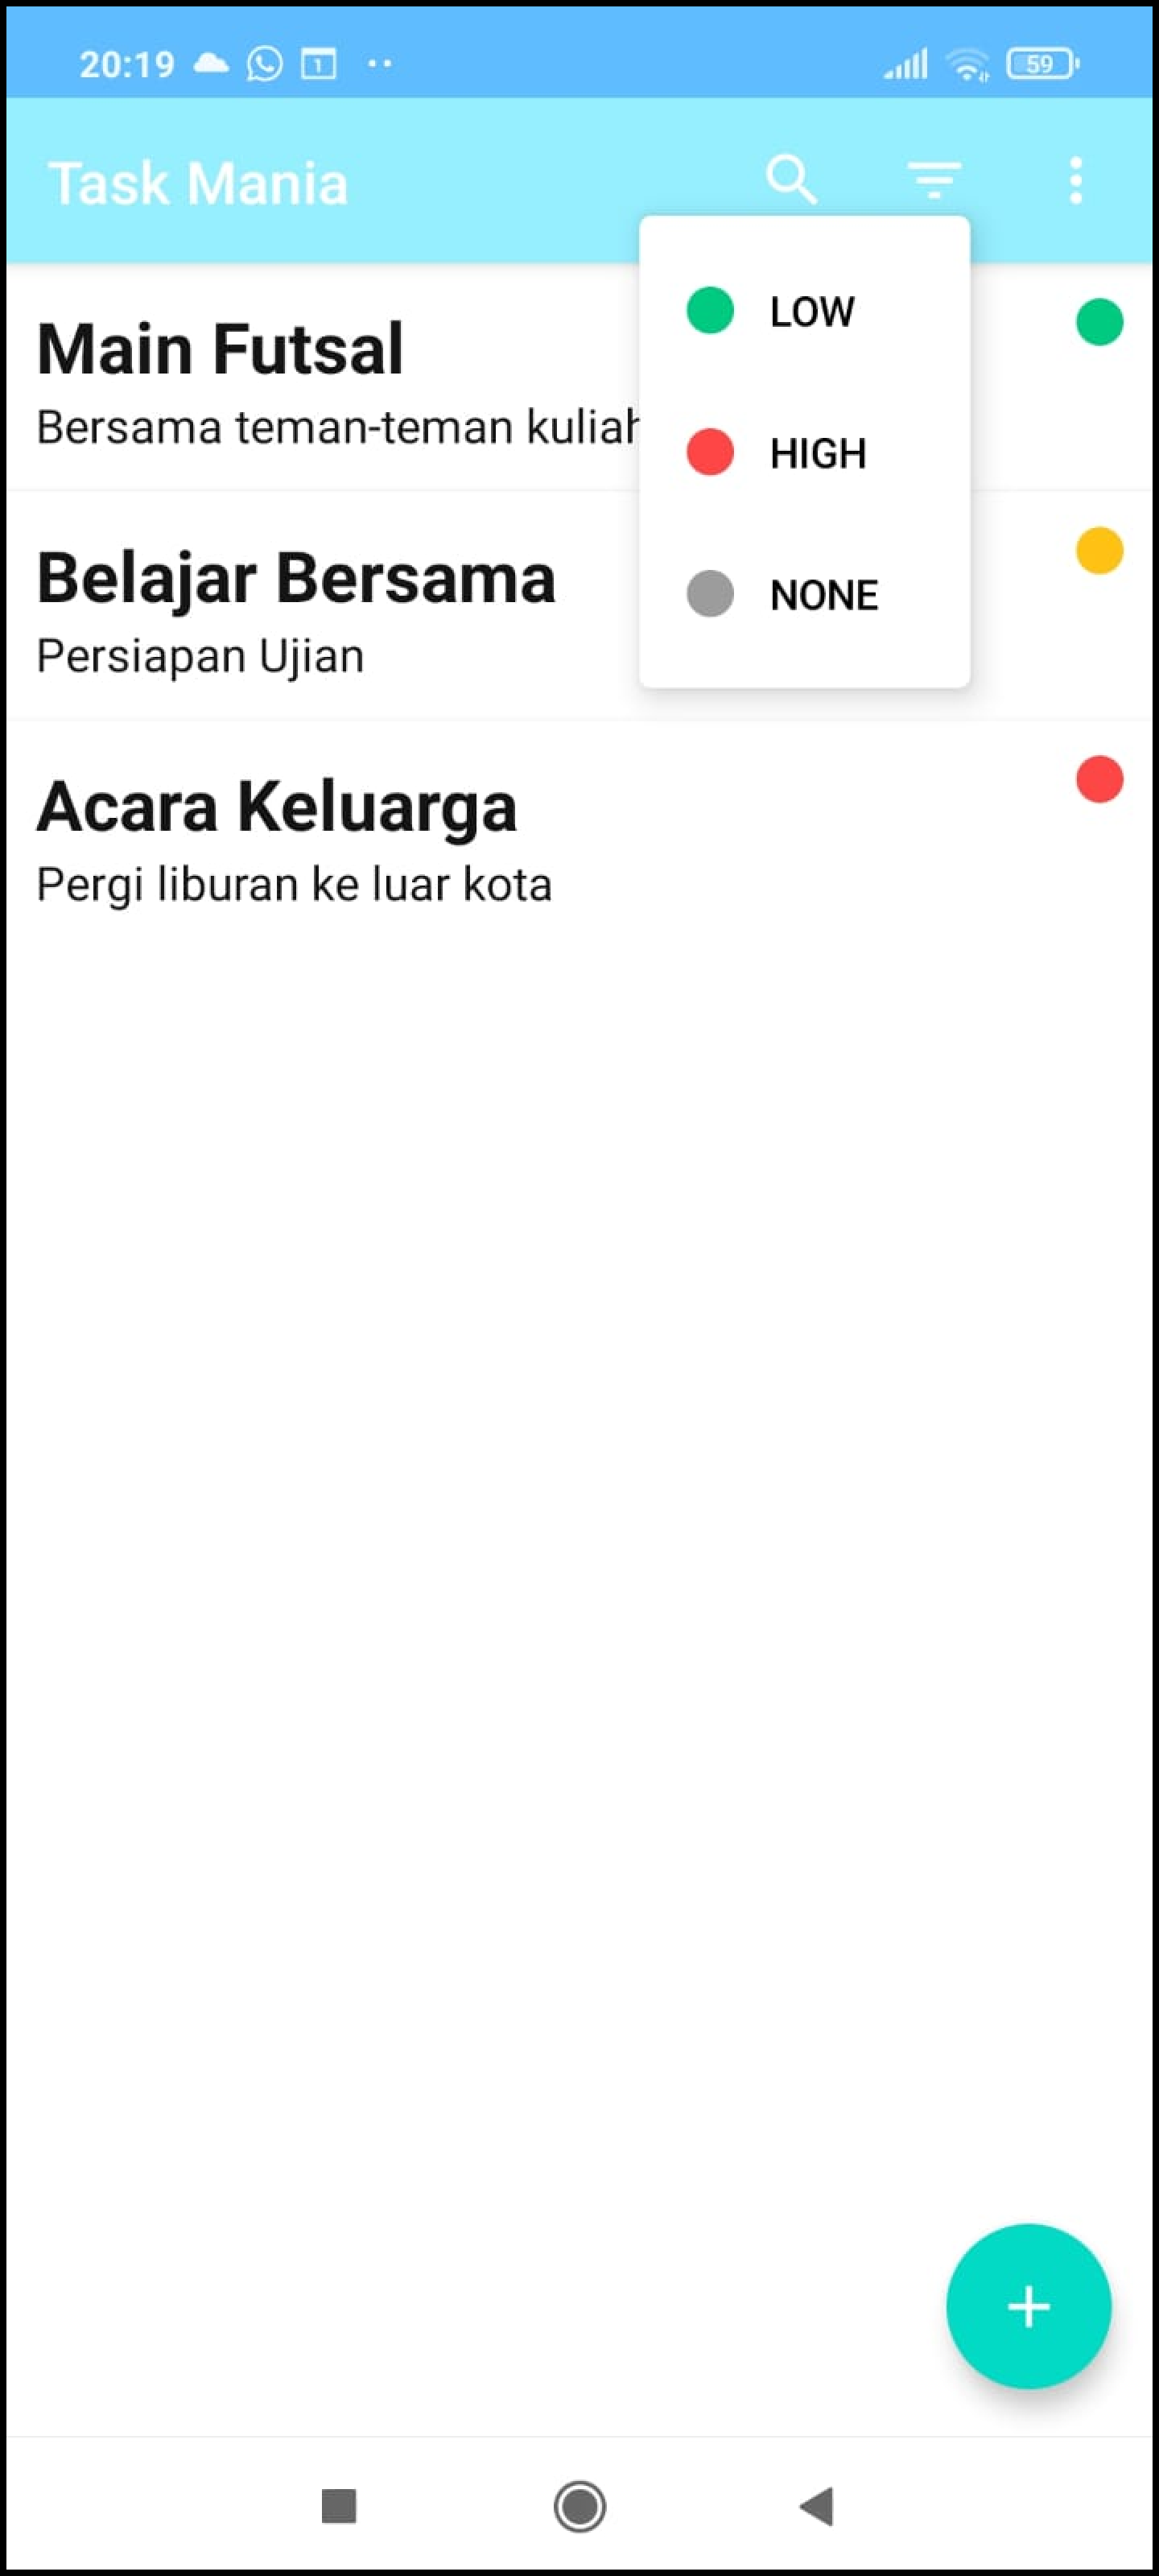 20:19
1
59
Task Mania
LOW
HIGH
NONE
Main Futsal
Bersama teman-teman kuliah
Belajar Bersama
Persiapan Ujian
Acara Keluarga
Pergi liburan ke luar kota